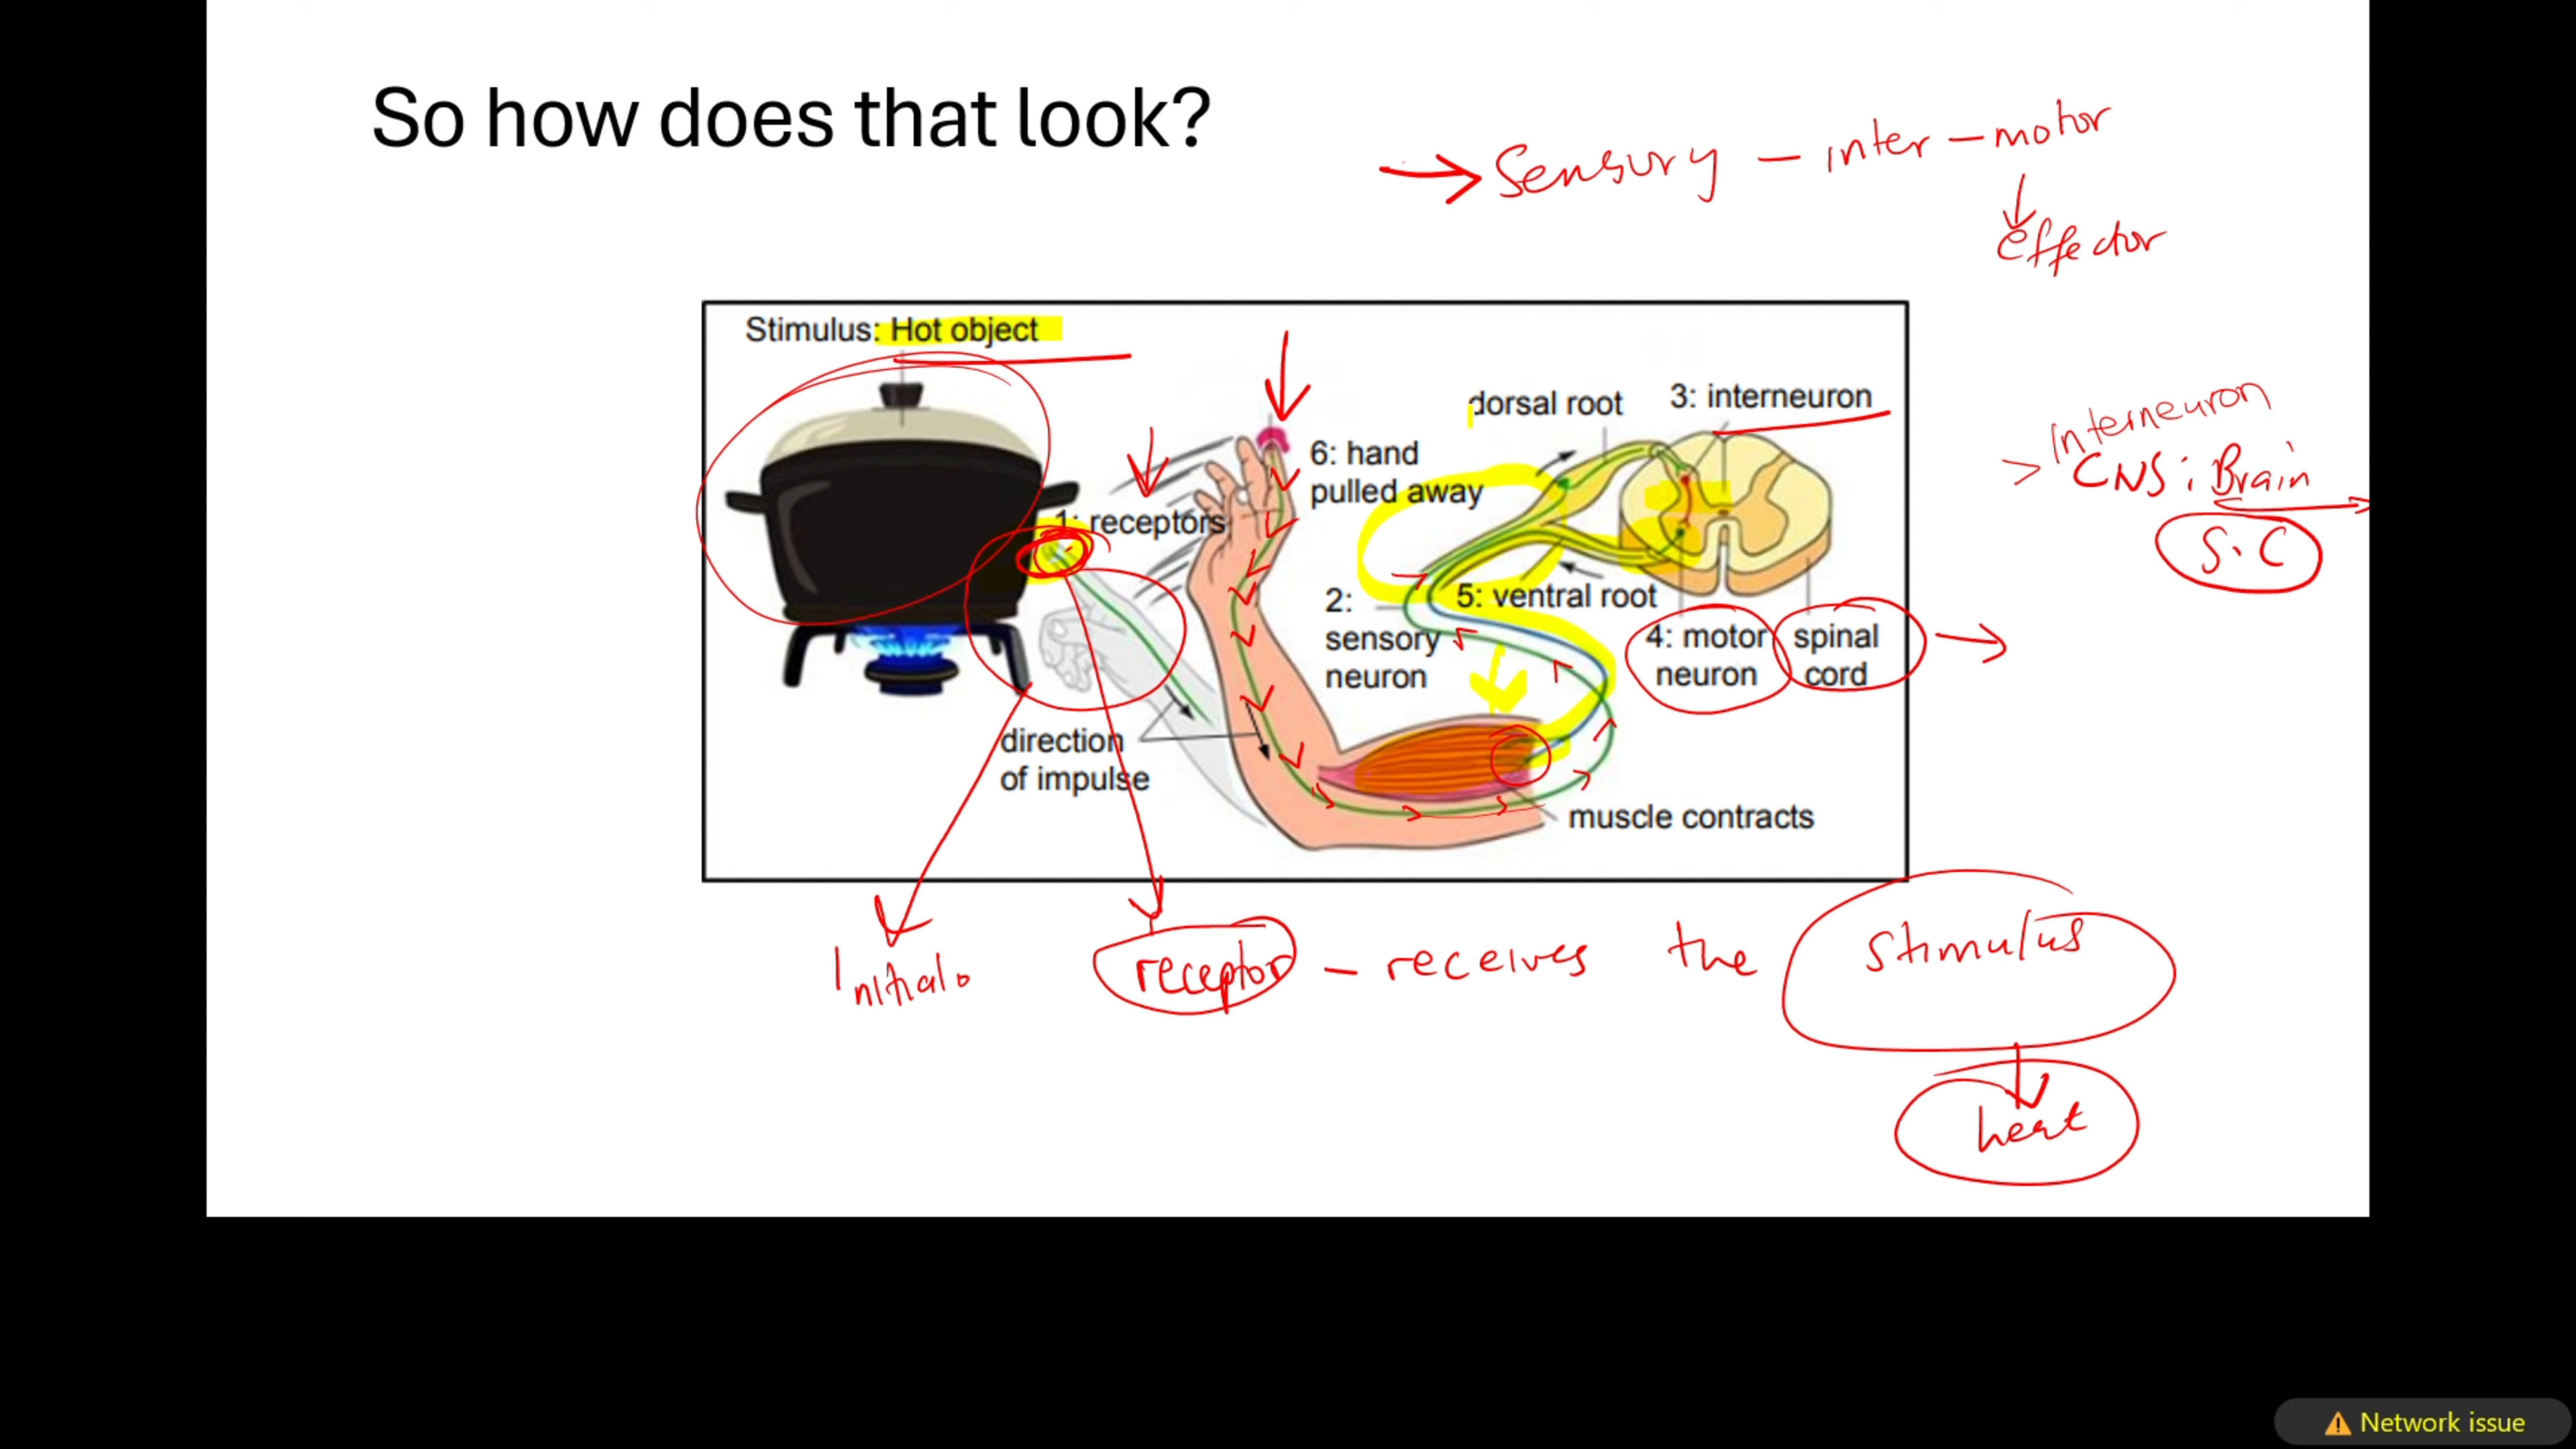 So how does that look?
→ Sensury – inter – motor
effector
Stimulus: Hot object
dorsal root
3: interneuron
Interneuron
> CNS: Brain
S.C
6: hand
pulled away
1: receptors
2:
sensory
neuron
5: ventral root
4: motor
neuron
spinal
cord
direction
of impulse
muscle contracts
Initial.
receptor – receives the stimulus
heat
Network issue